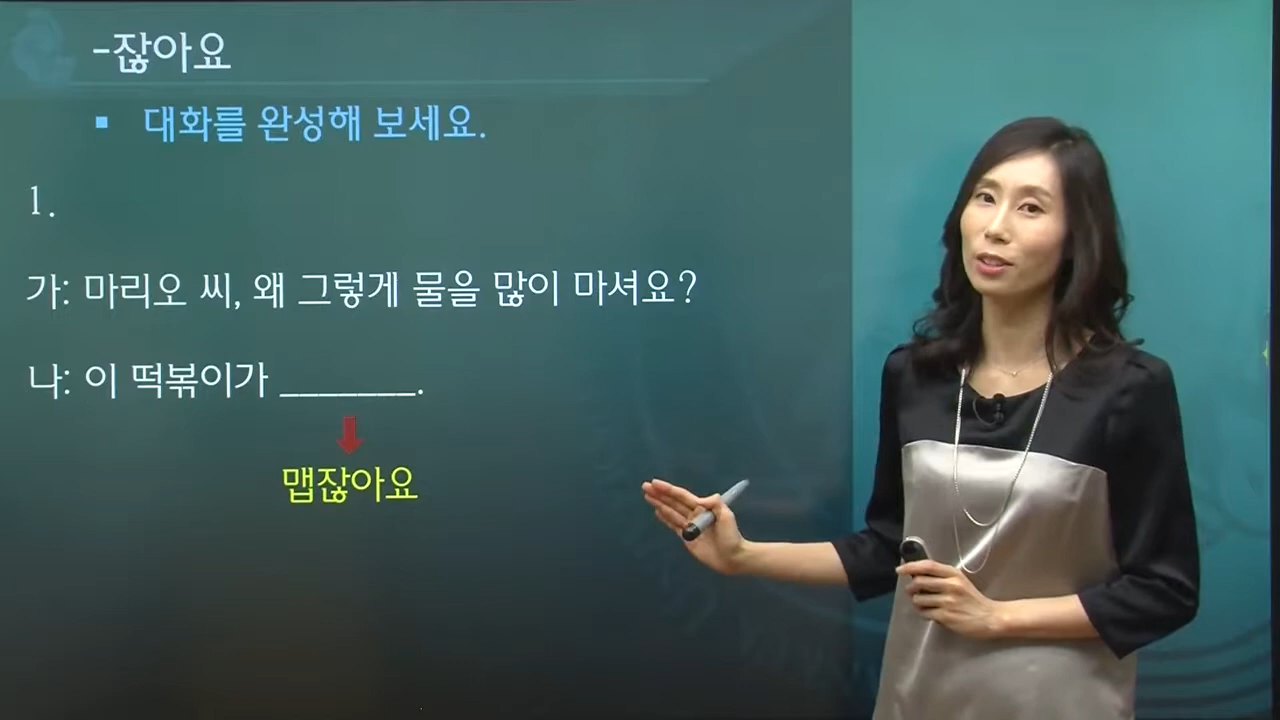 -잖아요
▪ 대화를 완성해 보세요.
1.
가: 마리오 씨, 왜 그렇게 물을 많이 마셔요?
나: 이 떡볶이가 _______.
맵잖아요